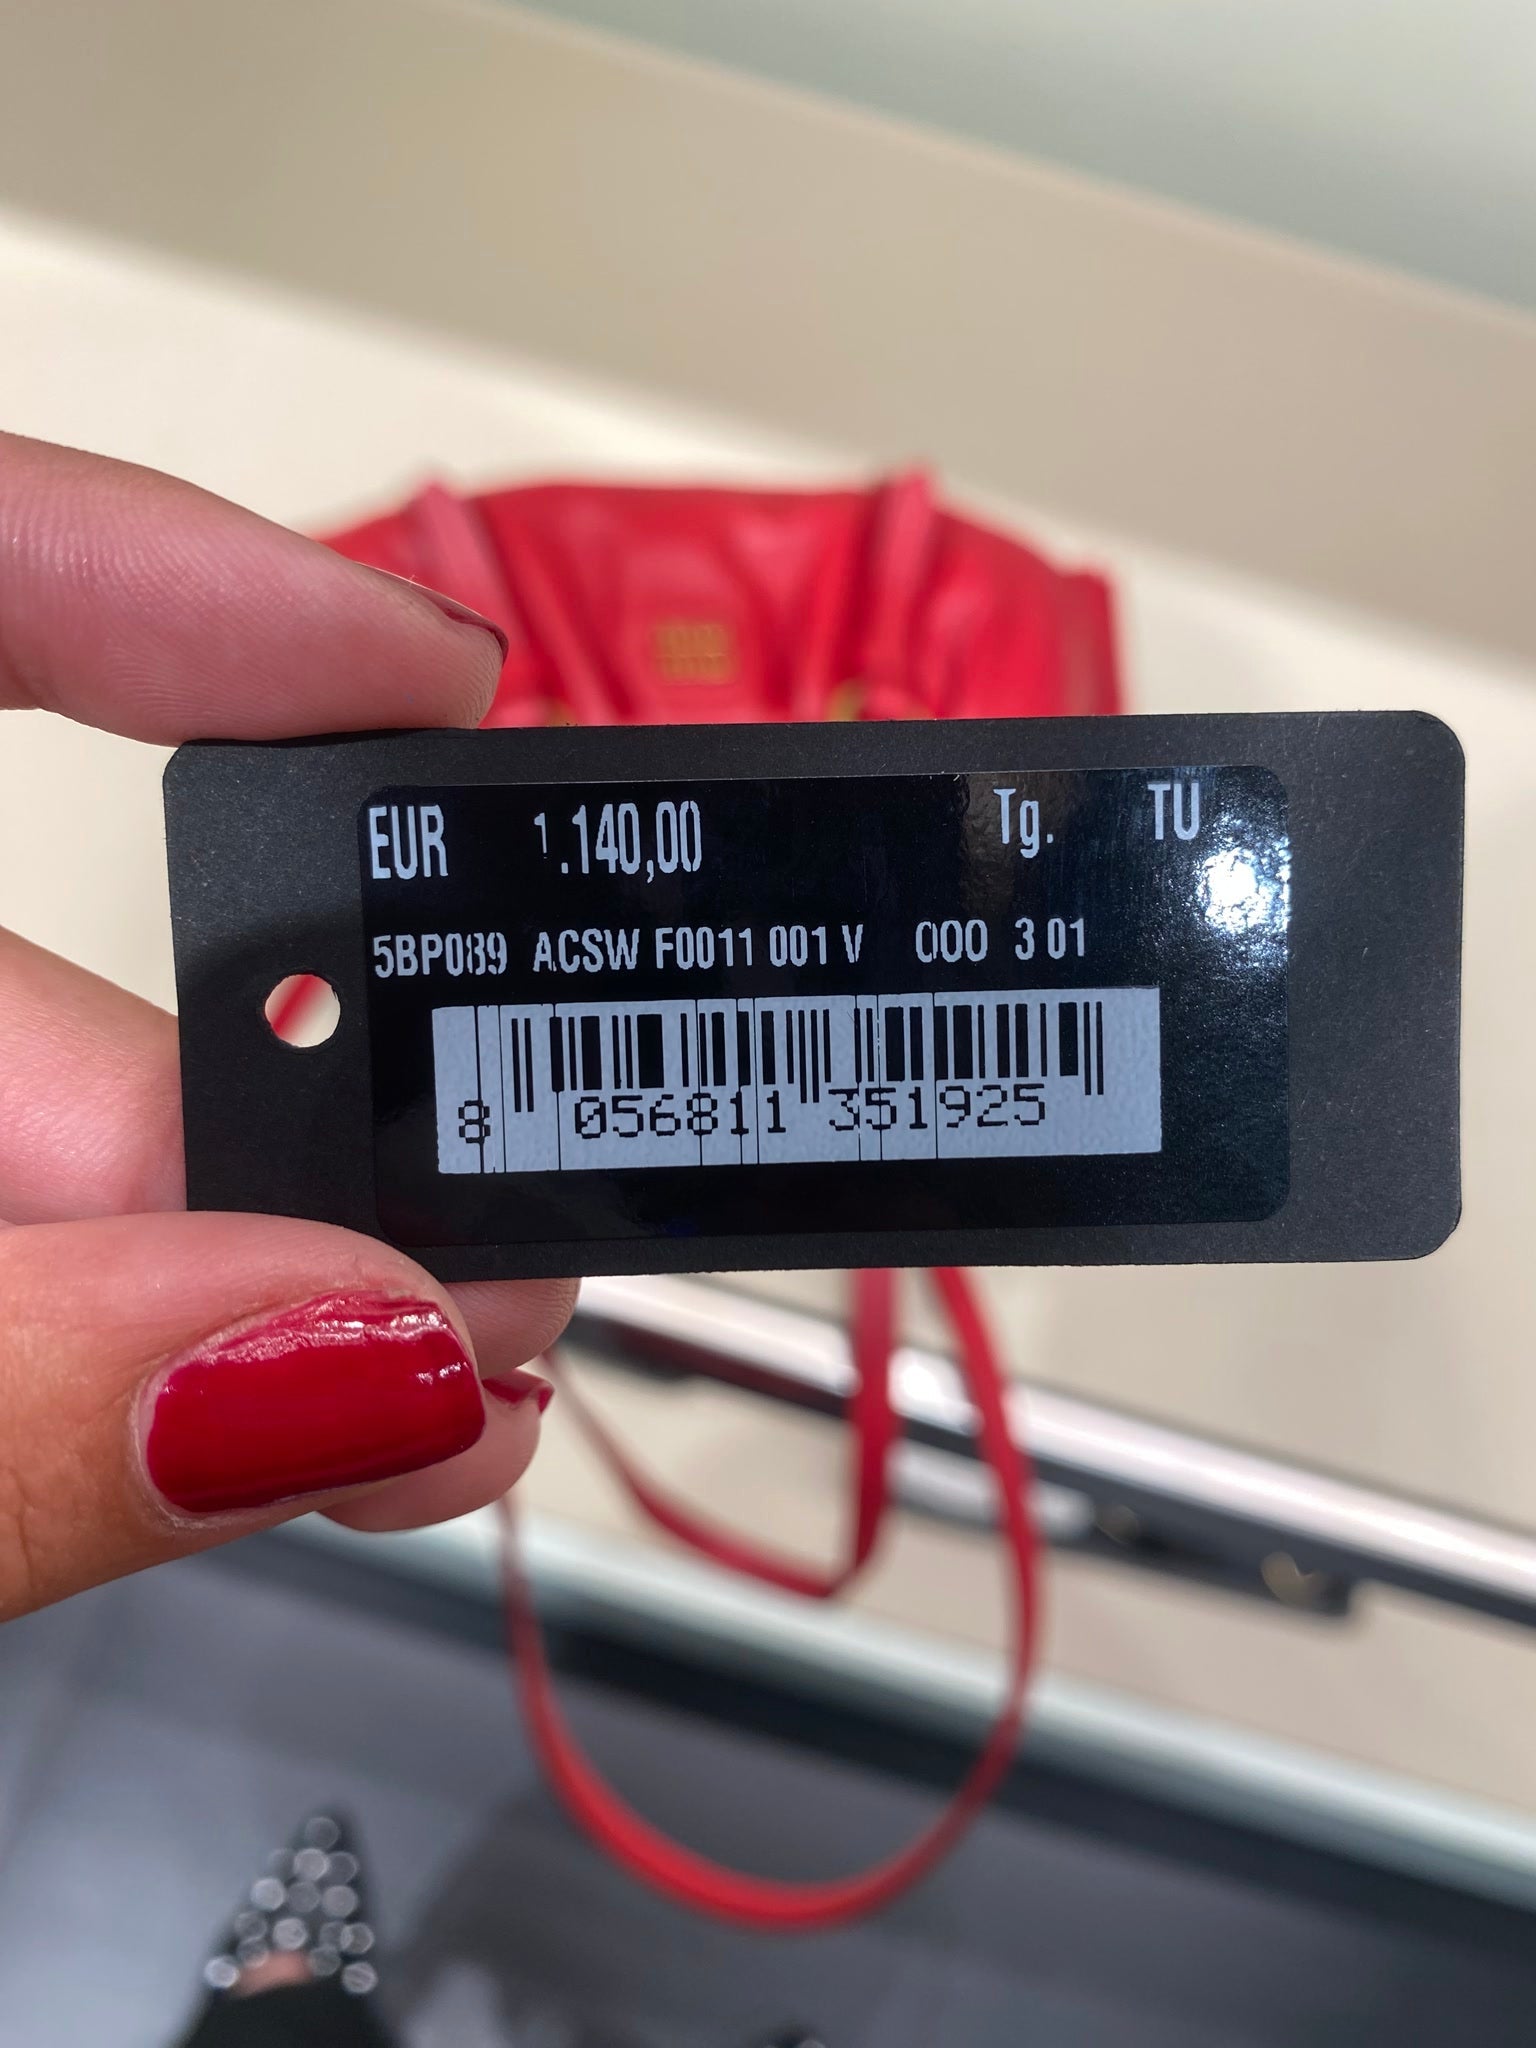 EUR 1.140,00 Tg. TU
5BP089 ACSW F0011 001 V 000 3 01
8 056811 351925